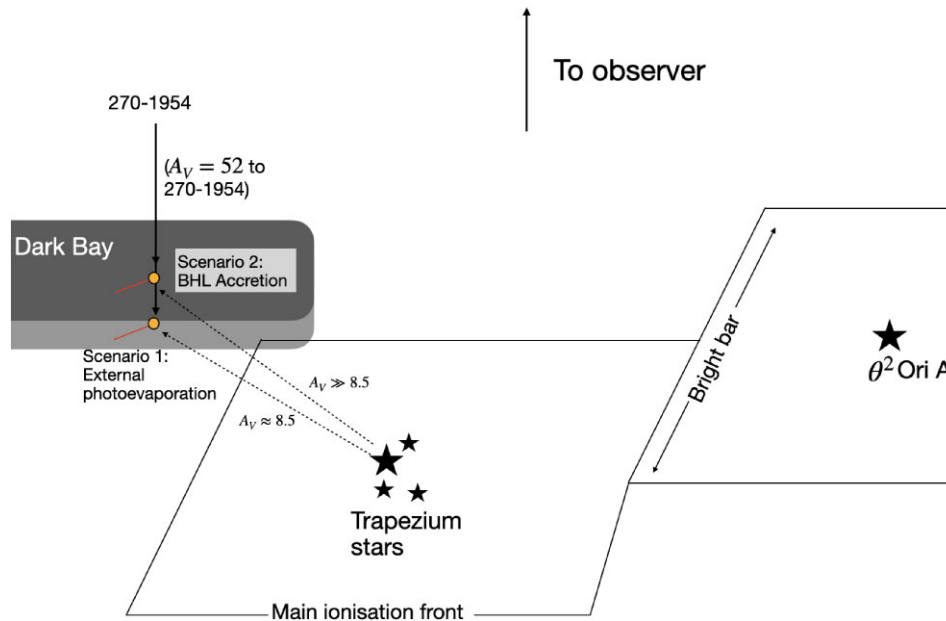 To observer
270-1954
(A_V = 52 to
270-1954)
Dark Bay
Scenario 2:
BHL Accretion
Scenario 1:
External
photoevaporation
A_V ≫ 8.5
A_V ≈ 8.5
Bright bar
θ² Ori A
Trapezium
stars
Main ionisation front